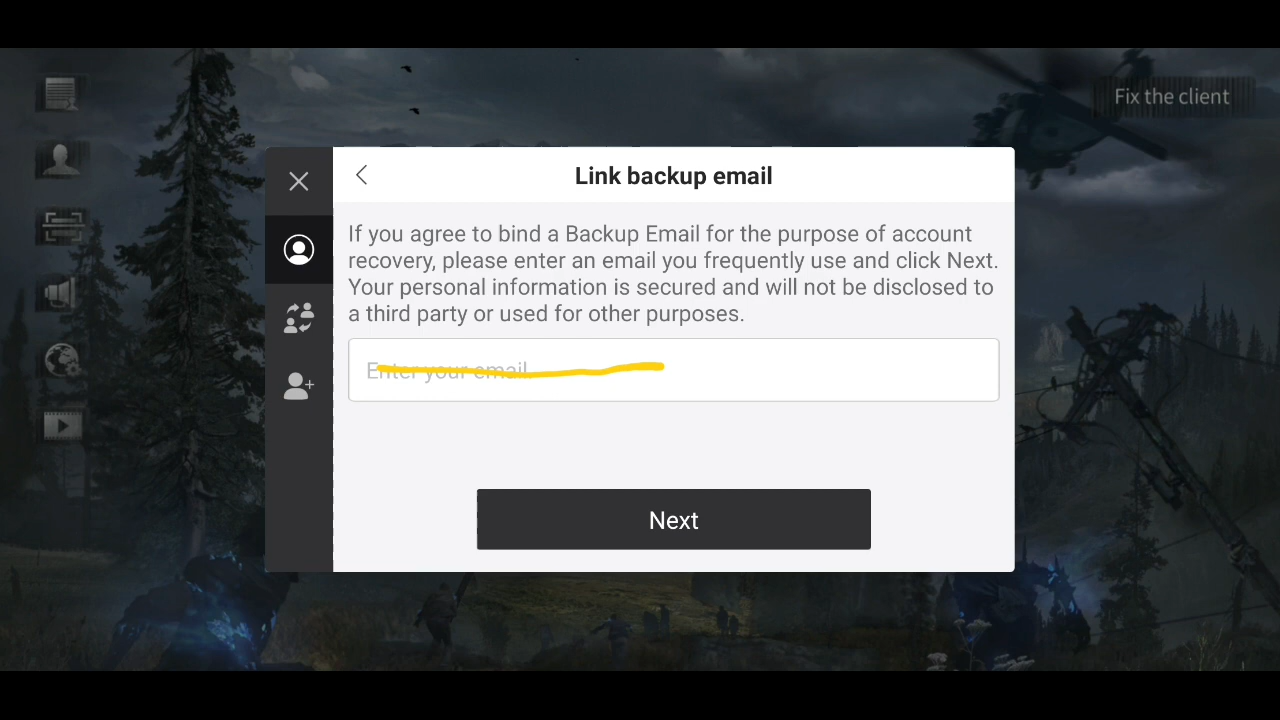 Fix the client
Link backup email
If you agree to bind a Backup Email for the purpose of account
recovery, please enter an email you frequently use and click Next.
Your personal information is secured and will not be disclosed to
a third party or used for other purposes.
Enter your email
Next